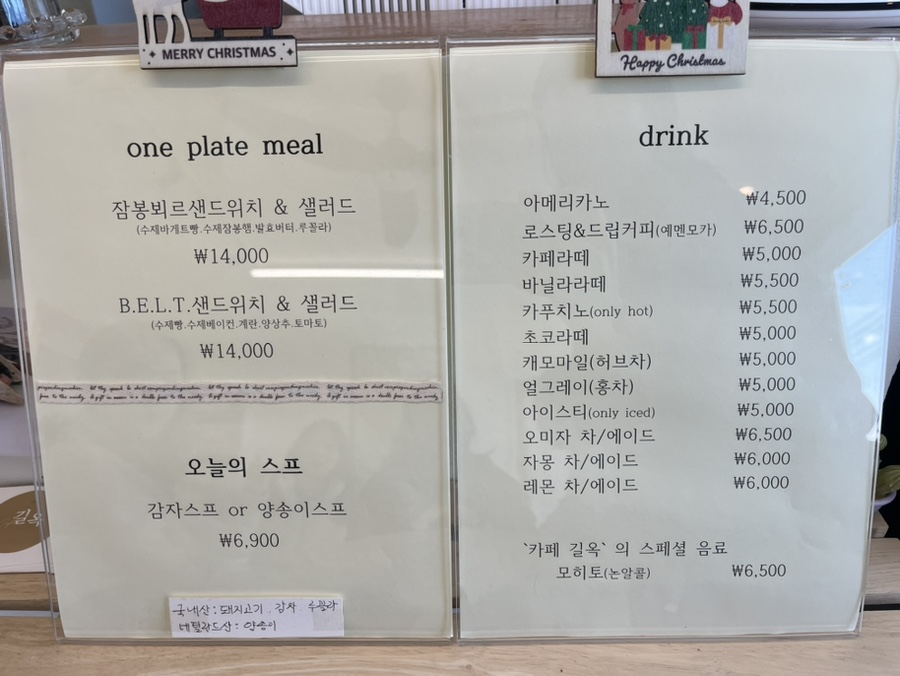 MERRY CHRISTMAS
Happy Christmas
one plate meal
잠봉뵈르샌드위치 & 샐러드
(수제바게트빵.수제잠봉햄.발효버터.루꼴라)
₩14,000
B.E.L.T.샌드위치 & 샐러드
(수제빵.수제베이컨.계란.양상추.토마토)
₩14,000
오늘의 스프
감자스프 or 양송이스프
₩6,900
국내산 : 돼지고기, 감자 루꼴라
네덜란드산 : 양송이
길옥
drink
아메리카노 ₩4,500
로스팅&드립커피(예멘모카) ₩6,500
카페라떼 ₩5,000
바닐라라떼 ₩5,500
카푸치노(only hot) ₩5,500
초코라떼 ₩5,000
캐모마일(허브차) ₩5,000
얼그레이(홍차) ₩5,000
아이스티(only iced) ₩5,000
오미자 차/에이드 ₩6,500
자몽 차/에이드 ₩6,000
레몬 차/에이드 ₩6,000
`카페 길옥` 의 스페셜 음료
모히토(논알콜) ₩6,500